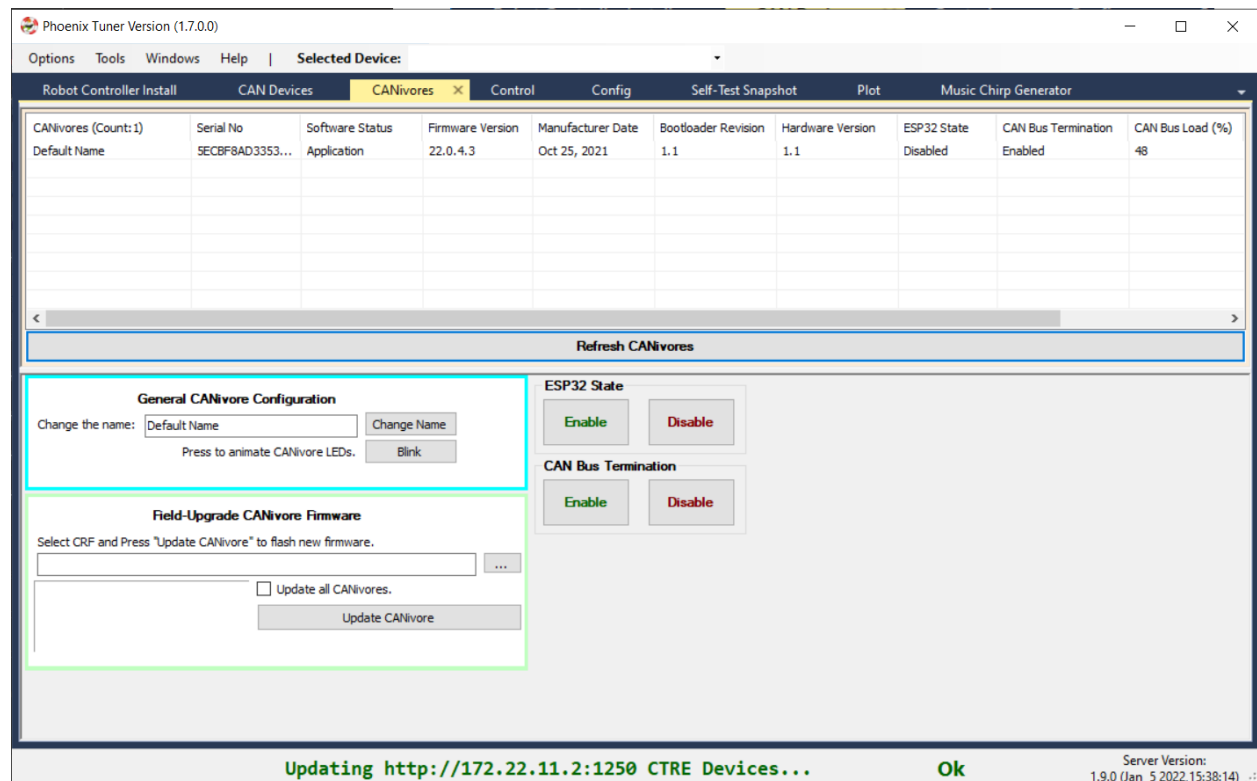 Phoenix Tuner Version (1.7.0.0)
Options Tools Windows Help | Selected Device:
Robot Controller Install CAN Devices CANivores Control Config Self-Test Snapshot Plot Music Chirp Generator
CANivores (Count:1) Serial No Software Status Firmware Version Manufacturer Date Bootloader Revision Hardware Version ESP32 State CAN Bus Termination CAN Bus Load (%)
Default Name 5ECBF8AD3353... Application 22.0.4.3 Oct 25, 2021 1.1 1.1 Disabled Enabled 48
Refresh CANivores
General CANivore Configuration
Change the name: Default Name Change Name
Press to animate CANivore LEDs. Blink
Field-Upgrade CANivore Firmware
Select CRF and Press "Update CANivore" to flash new firmware.
...
Update all CANivores.
Update CANivore
ESP32 State
Enable Disable
CAN Bus Termination
Enable Disable
Updating http://172.22.11.2:1250 CTRE Devices... Ok
Server Version:
1.9.0 (Jan 5 2022,15:38:14)